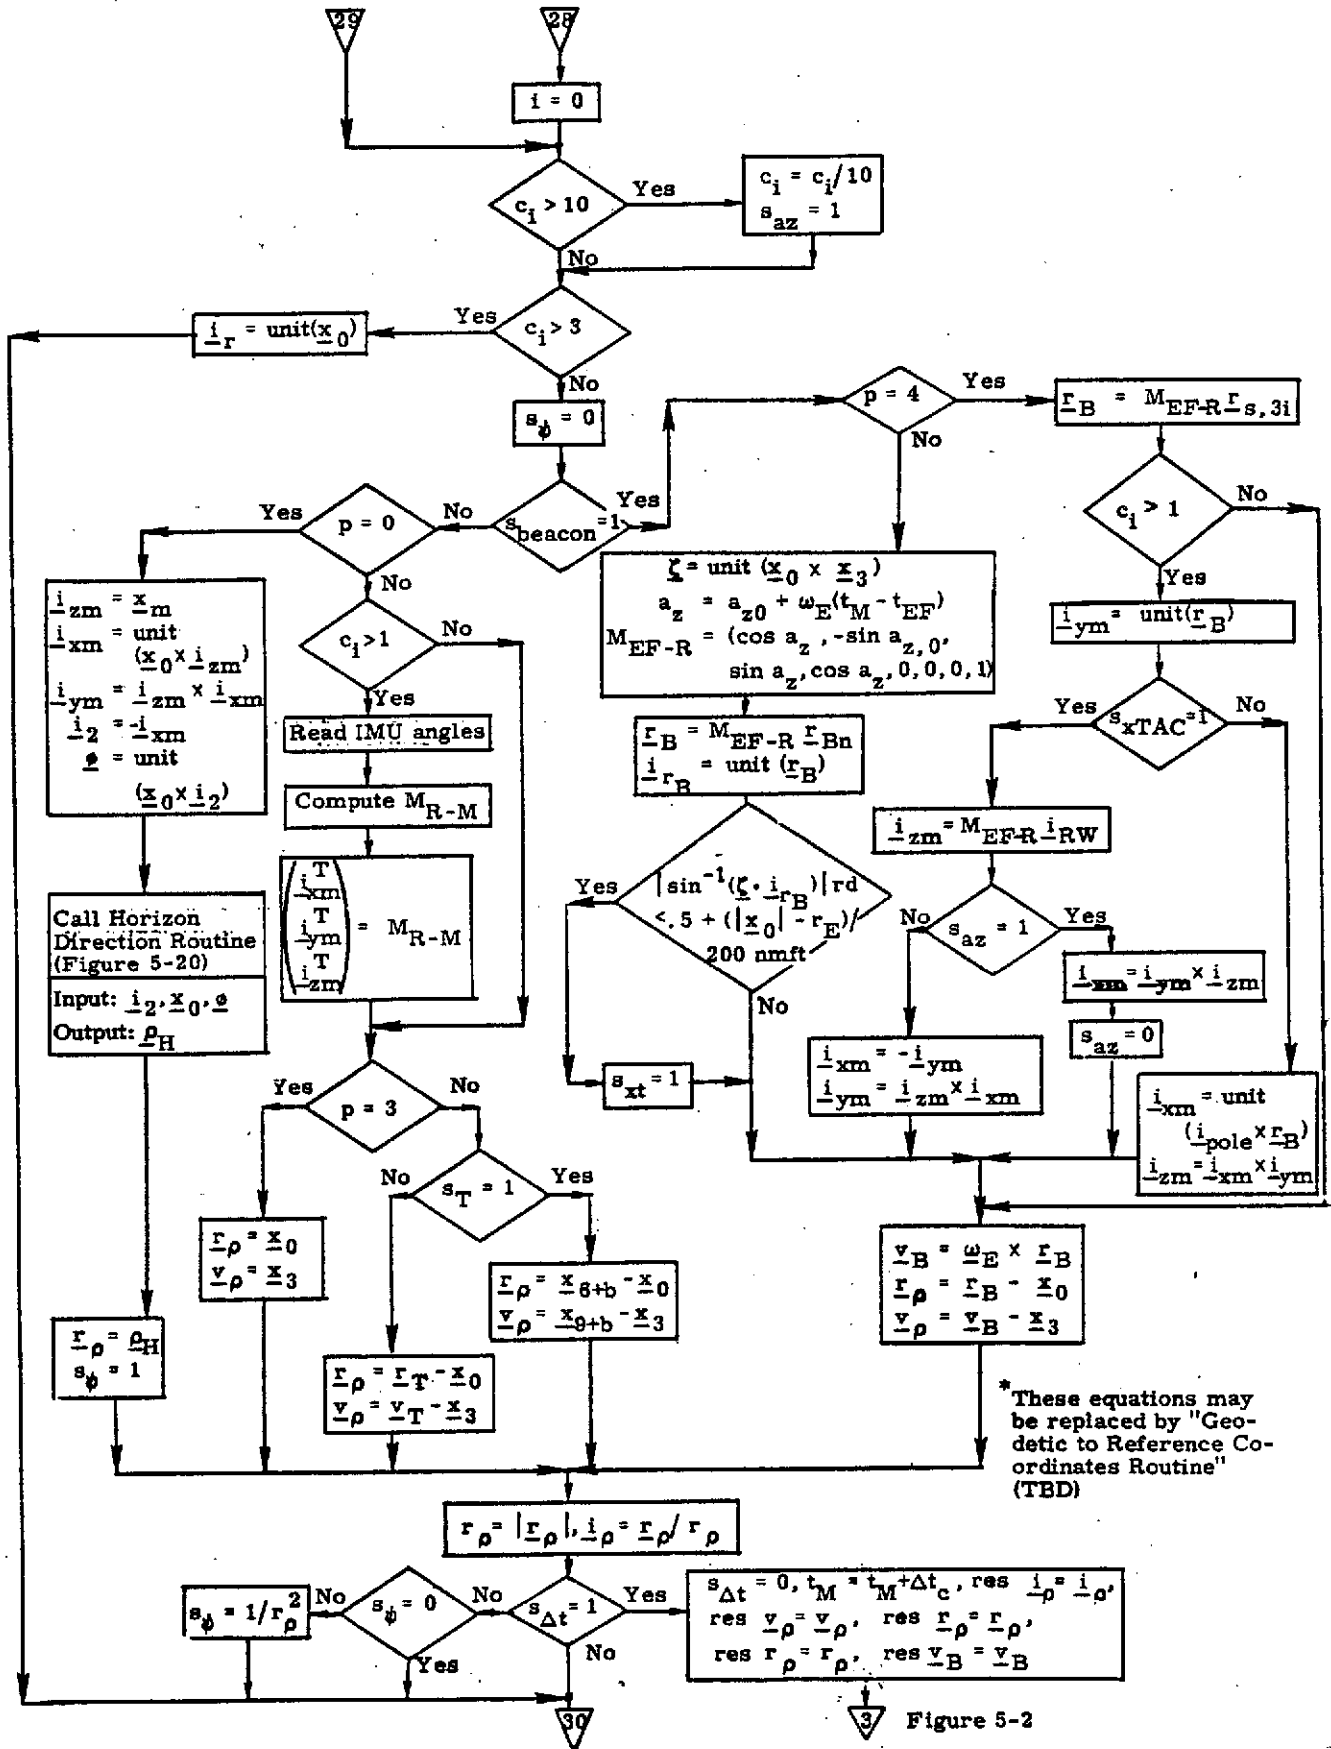 29
28
i = 0
c_i > 10
Yes
c_i = c_i/10
s_az = 1
No
c_i > 3
Yes
i_r = unit(x_0)
No
s_φ = 0
s_beacon = 1
Yes
No
p = 4
Yes
r_B = M_EF-R r_s,3i
No
c_i > 1
No
Yes
i_ym = unit(r_B)
s_xTAC = 1
Yes
No
p = 0
Yes
No
i_zm = x_m
i_xm = unit
(x_0 × i_zm)
i_ym = i_zm × i_xm
i_2 = -i_xm
φ = unit
(x_0 × i_2)
c_i > 1
No
Yes
Read IMU angles
Compute M_R-M
(i_xm^T
i_ym^T = M_R-M
i_zm^T)
ζ = unit (x_0 × x_3)
a_z = a_z0 + ω_E(t_M - t_EF)
M_EF-R = (cos a_z, -sin a_z, 0,
sin a_z, cos a_z, 0, 0, 0, 1)
r_B = M_EF-R r_Bn
i_rB = unit (r_B)
Yes
|sin^-1(ζ · i_rB)| rd
<. 5 + (|x_0| - r_E)/
200 nmft
No
s_xt = 1
i_zm = M_EF-R i_RW
s_az = 1
No
Yes
i_xm = i_ym × i_zm
s_az = 0
i_xm = -i_ym
i_ym = i_zm × i_xm
i_xm = unit
(i_pole × r_B)
i_zm = i_xm × i_ym
Call Horizon
Direction Routine
(Figure 5-20)
Input: i_2, x_0, φ
Output: ρ_H
p = 3
Yes
No
s_T = 1
No
Yes
r_ρ = x_0
v_ρ = x_3
r_ρ = x_6+b - x_0
v_ρ = x_9+b - x_3
v_B = ω_E × r_B
r_ρ = r_B - x_0
v_ρ = v_B - x_3
r_ρ = ρ_H
s_φ = 1
r_ρ = r_T - x_0
v_ρ = v_T - x_3
*These equations may
be replaced by "Geo-
detic to Reference Co-
ordinates Routine"
(TBD)
r_ρ = |r_ρ|, i_ρ = r_ρ/ r_ρ
s_φ = 1/r_ρ^2
No
s_φ = 0
Yes
No
s_Δt = 1
Yes
No
s_Δt = 0, t_M = t_M+Δt_c, res i_ρ = i_ρ,
res v_ρ = v_ρ, res r_ρ = r_ρ,
res r_ρ = r_ρ, res v_B = v_B
30
3
Figure 5-2